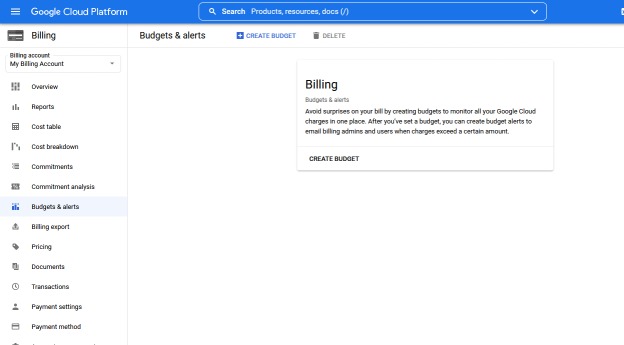 Google Cloud Platform
Search Products, resources, docs (/)
Billing
Budgets & alerts
CREATE BUDGET
DELETE
Billing account
My Billing Account
Overview
Reports
Cost table
Cost breakdown
Commitments
Commitment analysis
Budgets & alerts
Billing export
Pricing
Documents
Transactions
Payment settings
Payment method
Billing
Budgets & alerts
Avoid surprises on your bill by creating budgets to monitor all your Google Cloud
charges in one place. After you've set a budget, you can create budget alerts to
email billing admins and users when charges exceed a certain amount.
CREATE BUDGET